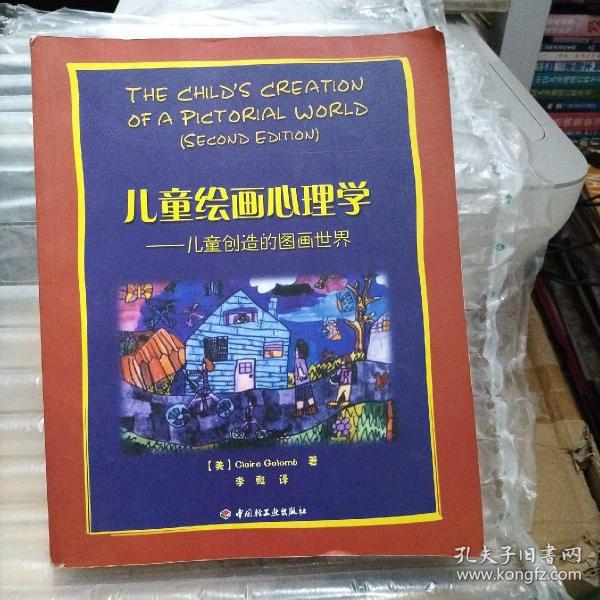 THE CHILD'S CREATION
OF A PICTORIAL WORLD
(SECOND EDITION)
儿童绘画心理学
——儿童创造的图画世界
【美】Claire Golomb 著
李甦 译
中国轻工业出版社
孔夫子旧书网
www.kongfz.com